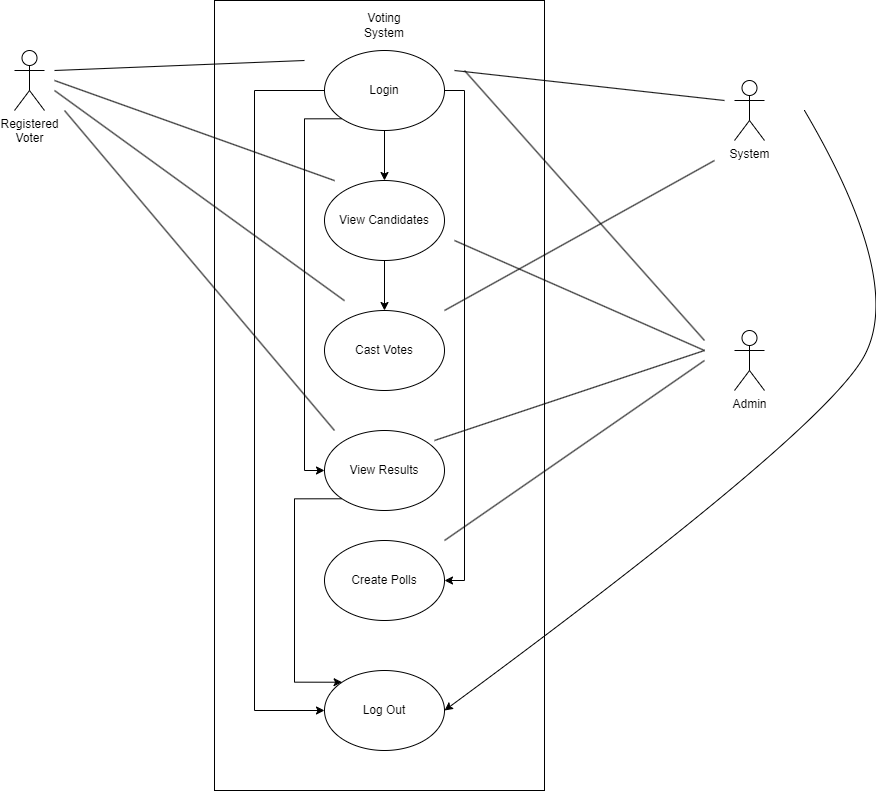 Voting
System
Login
Registered
Voter
System
View Candidates
Cast Votes
Admin
View Results
Create Polls
Log Out